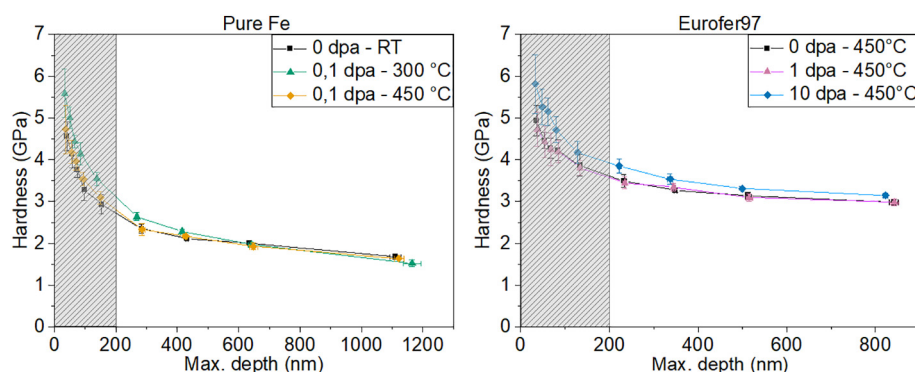 Pure Fe
0 dpa - RT
0,1 dpa - 300 °C
0,1 dpa - 450 °C
Hardness (GPa)
7
6
5
4
3
2
1
0
0 200 400 600 800 1000 1200
Max. depth (nm)
Eurofer97
0 dpa - 450°C
1 dpa - 450°C
10 dpa - 450°C
Hardness (GPa)
7
6
5
4
3
2
1
0
0 200 400 600 800
Max. depth (nm)